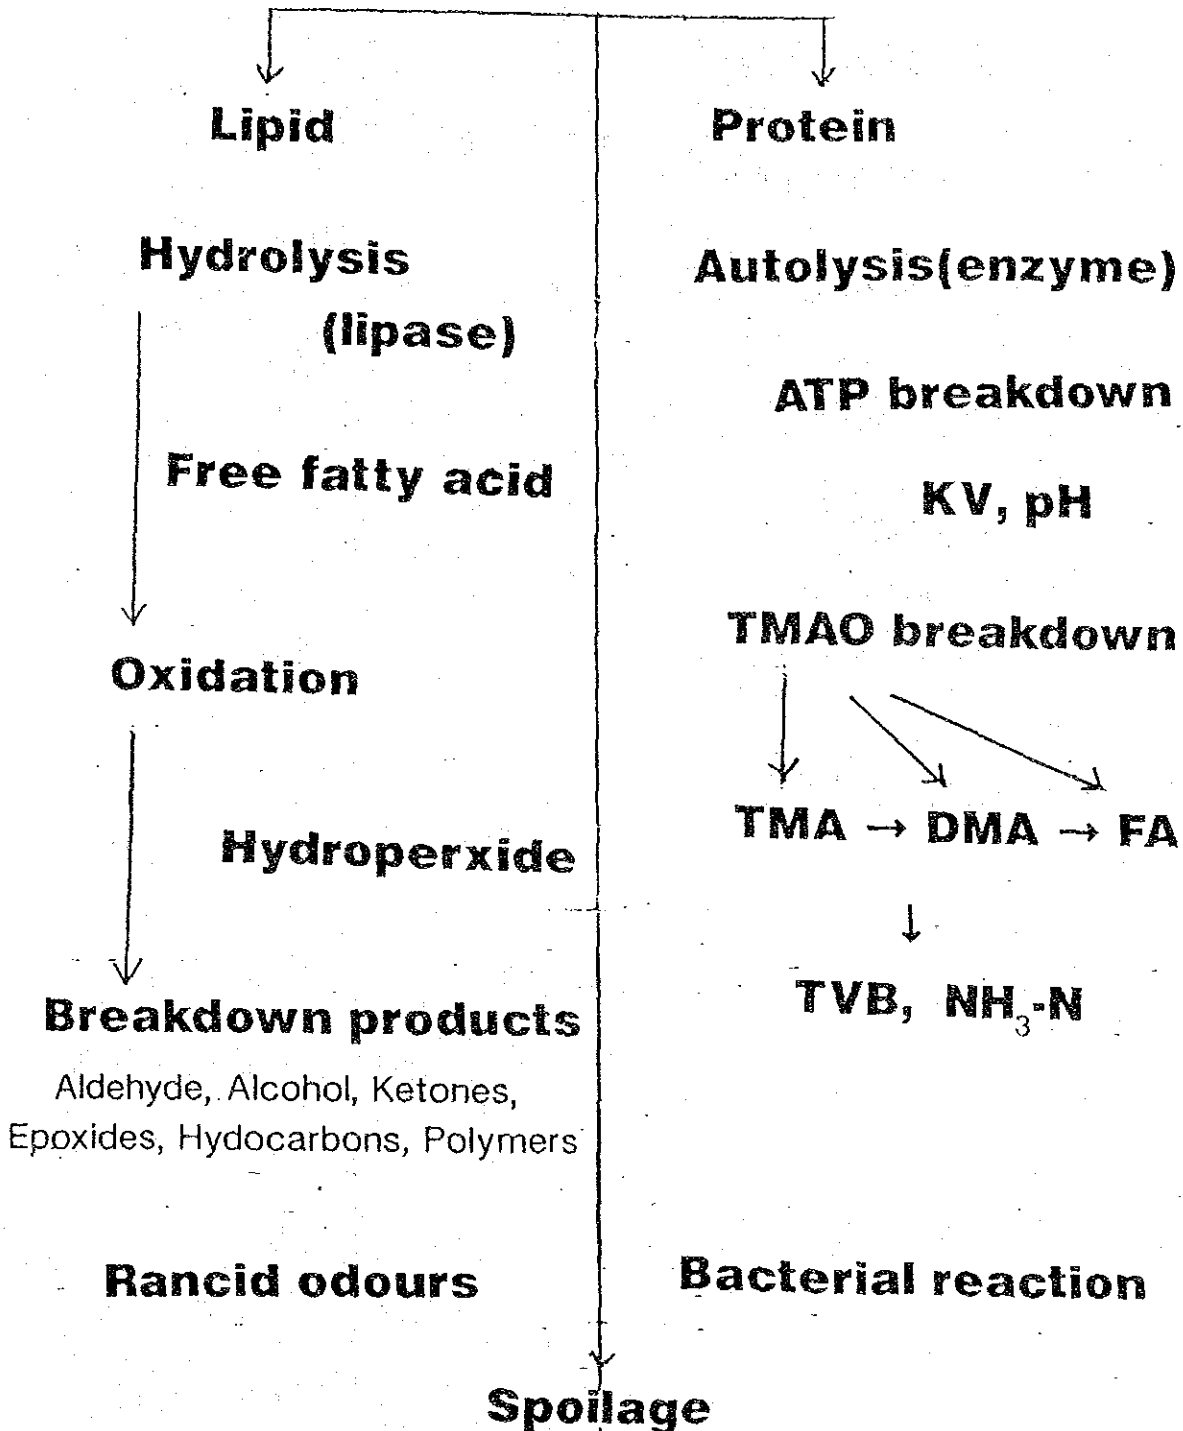 Lipid
Hydrolysis
(lipase)
Free fatty acid
Oxidation
Hydroperxide
Breakdown products
Aldehyde, Alcohol, Ketones,
Epoxides, Hydocarbons, Polymers
Rancid odours
Protein
Autolysis(enzyme)
ATP breakdown
KV, pH
TMAO breakdown
TMA → DMA → FA
↓
TVB, NH₃-N
Bacterial reaction
Spoilage